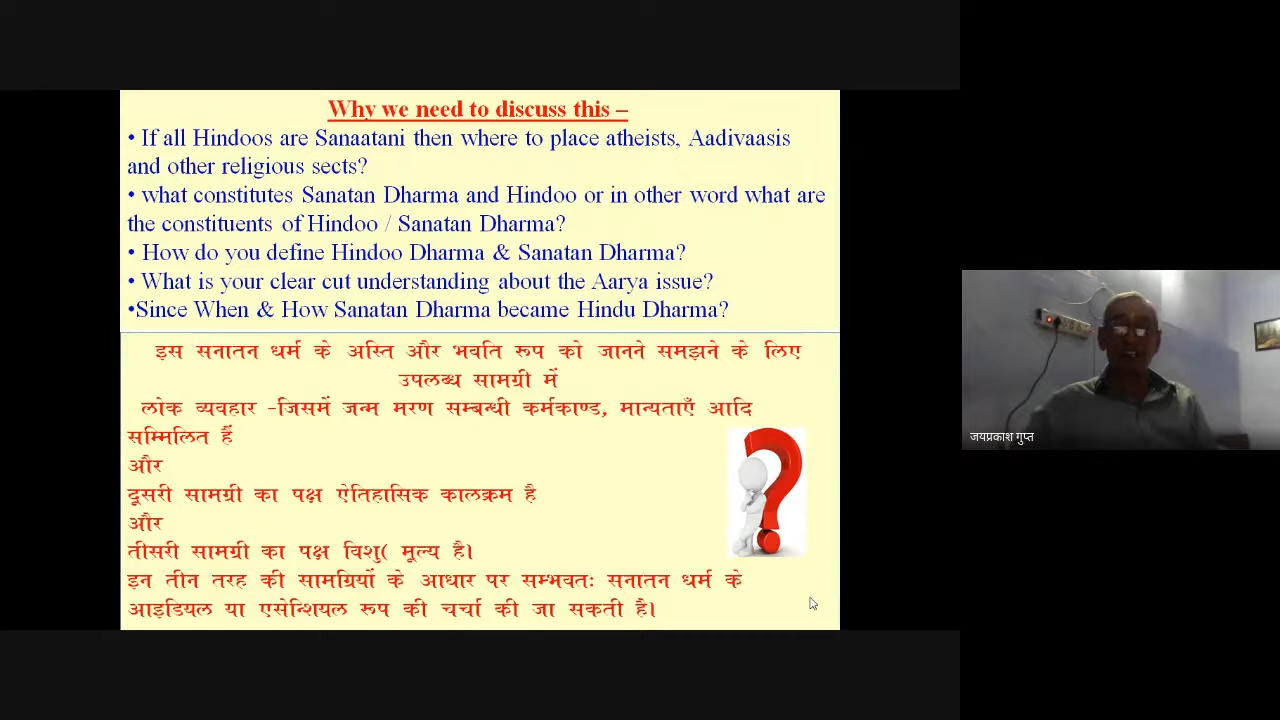 Why we need to discuss this –
• If all Hindoos are Sanaatani then where to place atheists, Aadivaasis
and other religious sects?
• what constitutes Sanatan Dharma and Hindoo or in other word what are
the constituents of Hindoo / Sanatan Dharma?
• How do you define Hindoo Dharma & Sanatan Dharma?
• What is your clear cut understanding about the Aarya issue?
•Since When & How Sanatan Dharma became Hindu Dharma?
इस सनातन धर्म के अस्ति और भवति रूप को जानने समझने के लिए
उपलब्ध सामग्री में
लोक व्यवहार -जिसमें जन्म मरण सम्बन्धी कर्मकाण्ड, मान्यताएँ आदि
सम्मिलित हैं
और
दूसरी सामग्री का पक्ष ऐतिहासिक कालक्रम है
और
तीसरी सामग्री का पक्ष विशु( मूल्य है।
इन तीन तरह की सामग्रियों के आधार पर सम्भवतः सनातन धर्म के
आइडियल या एसेन्शियल रूप की चर्चा की जा सकती है।
जयप्रकाश गुप्त